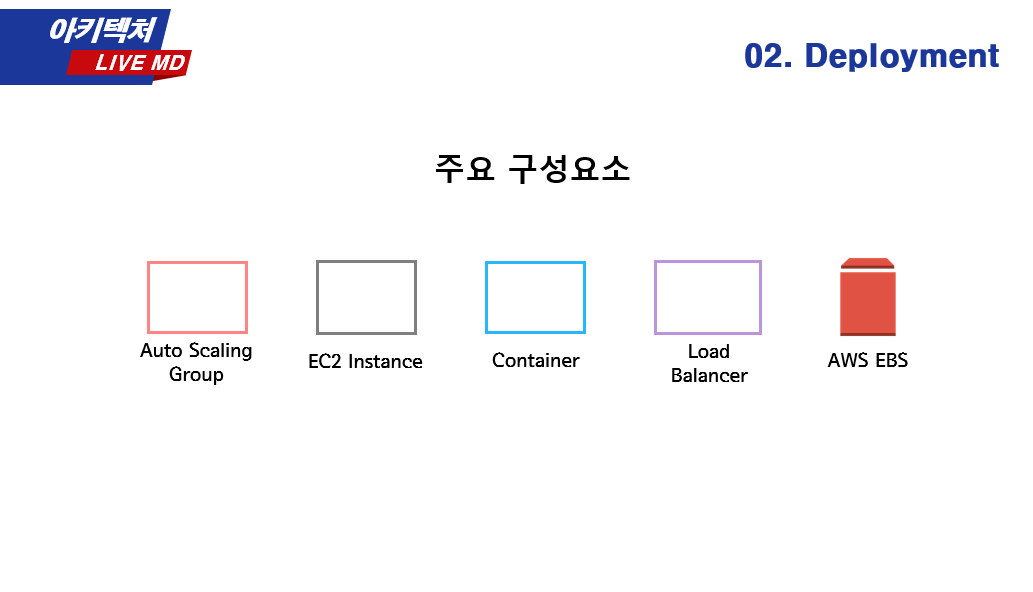 아키텍처
LIVE MD
02. Deployment
주요 구성요소
Auto Scaling
Group
EC2 Instance
Container
Load
Balancer
AWS EBS